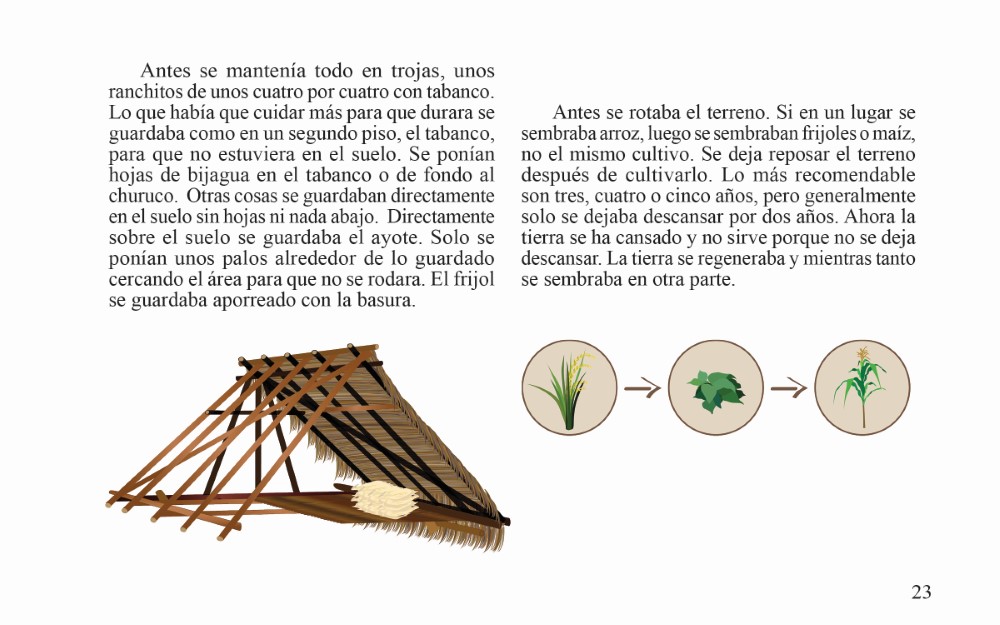 Antes se mantenía todo en trojas, unos
ranchitos de unos cuatro por cuatro con tabanco.
Lo que había que cuidar más para que durara se
guardaba como en un segundo piso, el tabanco,
para que no estuviera en el suelo. Se ponían
hojas de bijagua en el tabanco o de fondo al
churuco. Otras cosas se guardaban directamente
en el suelo sin hojas ni nada abajo. Directamente
sobre el suelo se guardaba el ayote. Solo se
ponían unos palos alrededor de lo guardado
cercando el área para que no se rodara. El frijol
se guardaba aporreado con la basura.
Antes se rotaba el terreno. Si en un lugar se
sembraba arroz, luego se sembraban frijoles o maíz,
no el mismo cultivo. Se deja reposar el terreno
después de cultivarlo. Lo más recomendable
son tres, cuatro o cinco años, pero generalmente
solo se dejaba descansar por dos años. Ahora la
tierra se ha cansado y no sirve porque no se deja
descansar. La tierra se regeneraba y mientras tanto
se sembraba en otra parte.
23